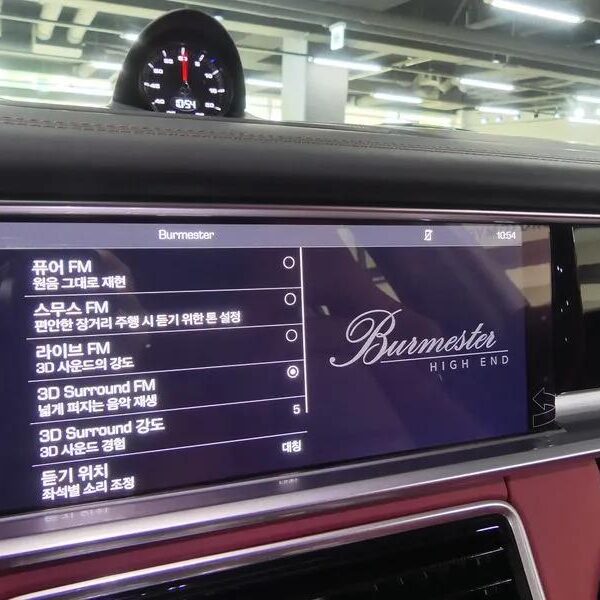 10:54
Burmester
10:54
퓨어 FM
원음 그대로 재현
스무스 FM
편안한 장거리 주행 시 듣기 위한 톤 설정
라이브 FM
3D 사운드의 강도
3D Surround FM
넓게 펴지는 음악 재생
5
3D Surround 강도
3D 사운드 경험
대칭
듣기 위치
좌석별 소리 조정
Burmester
HIGH END